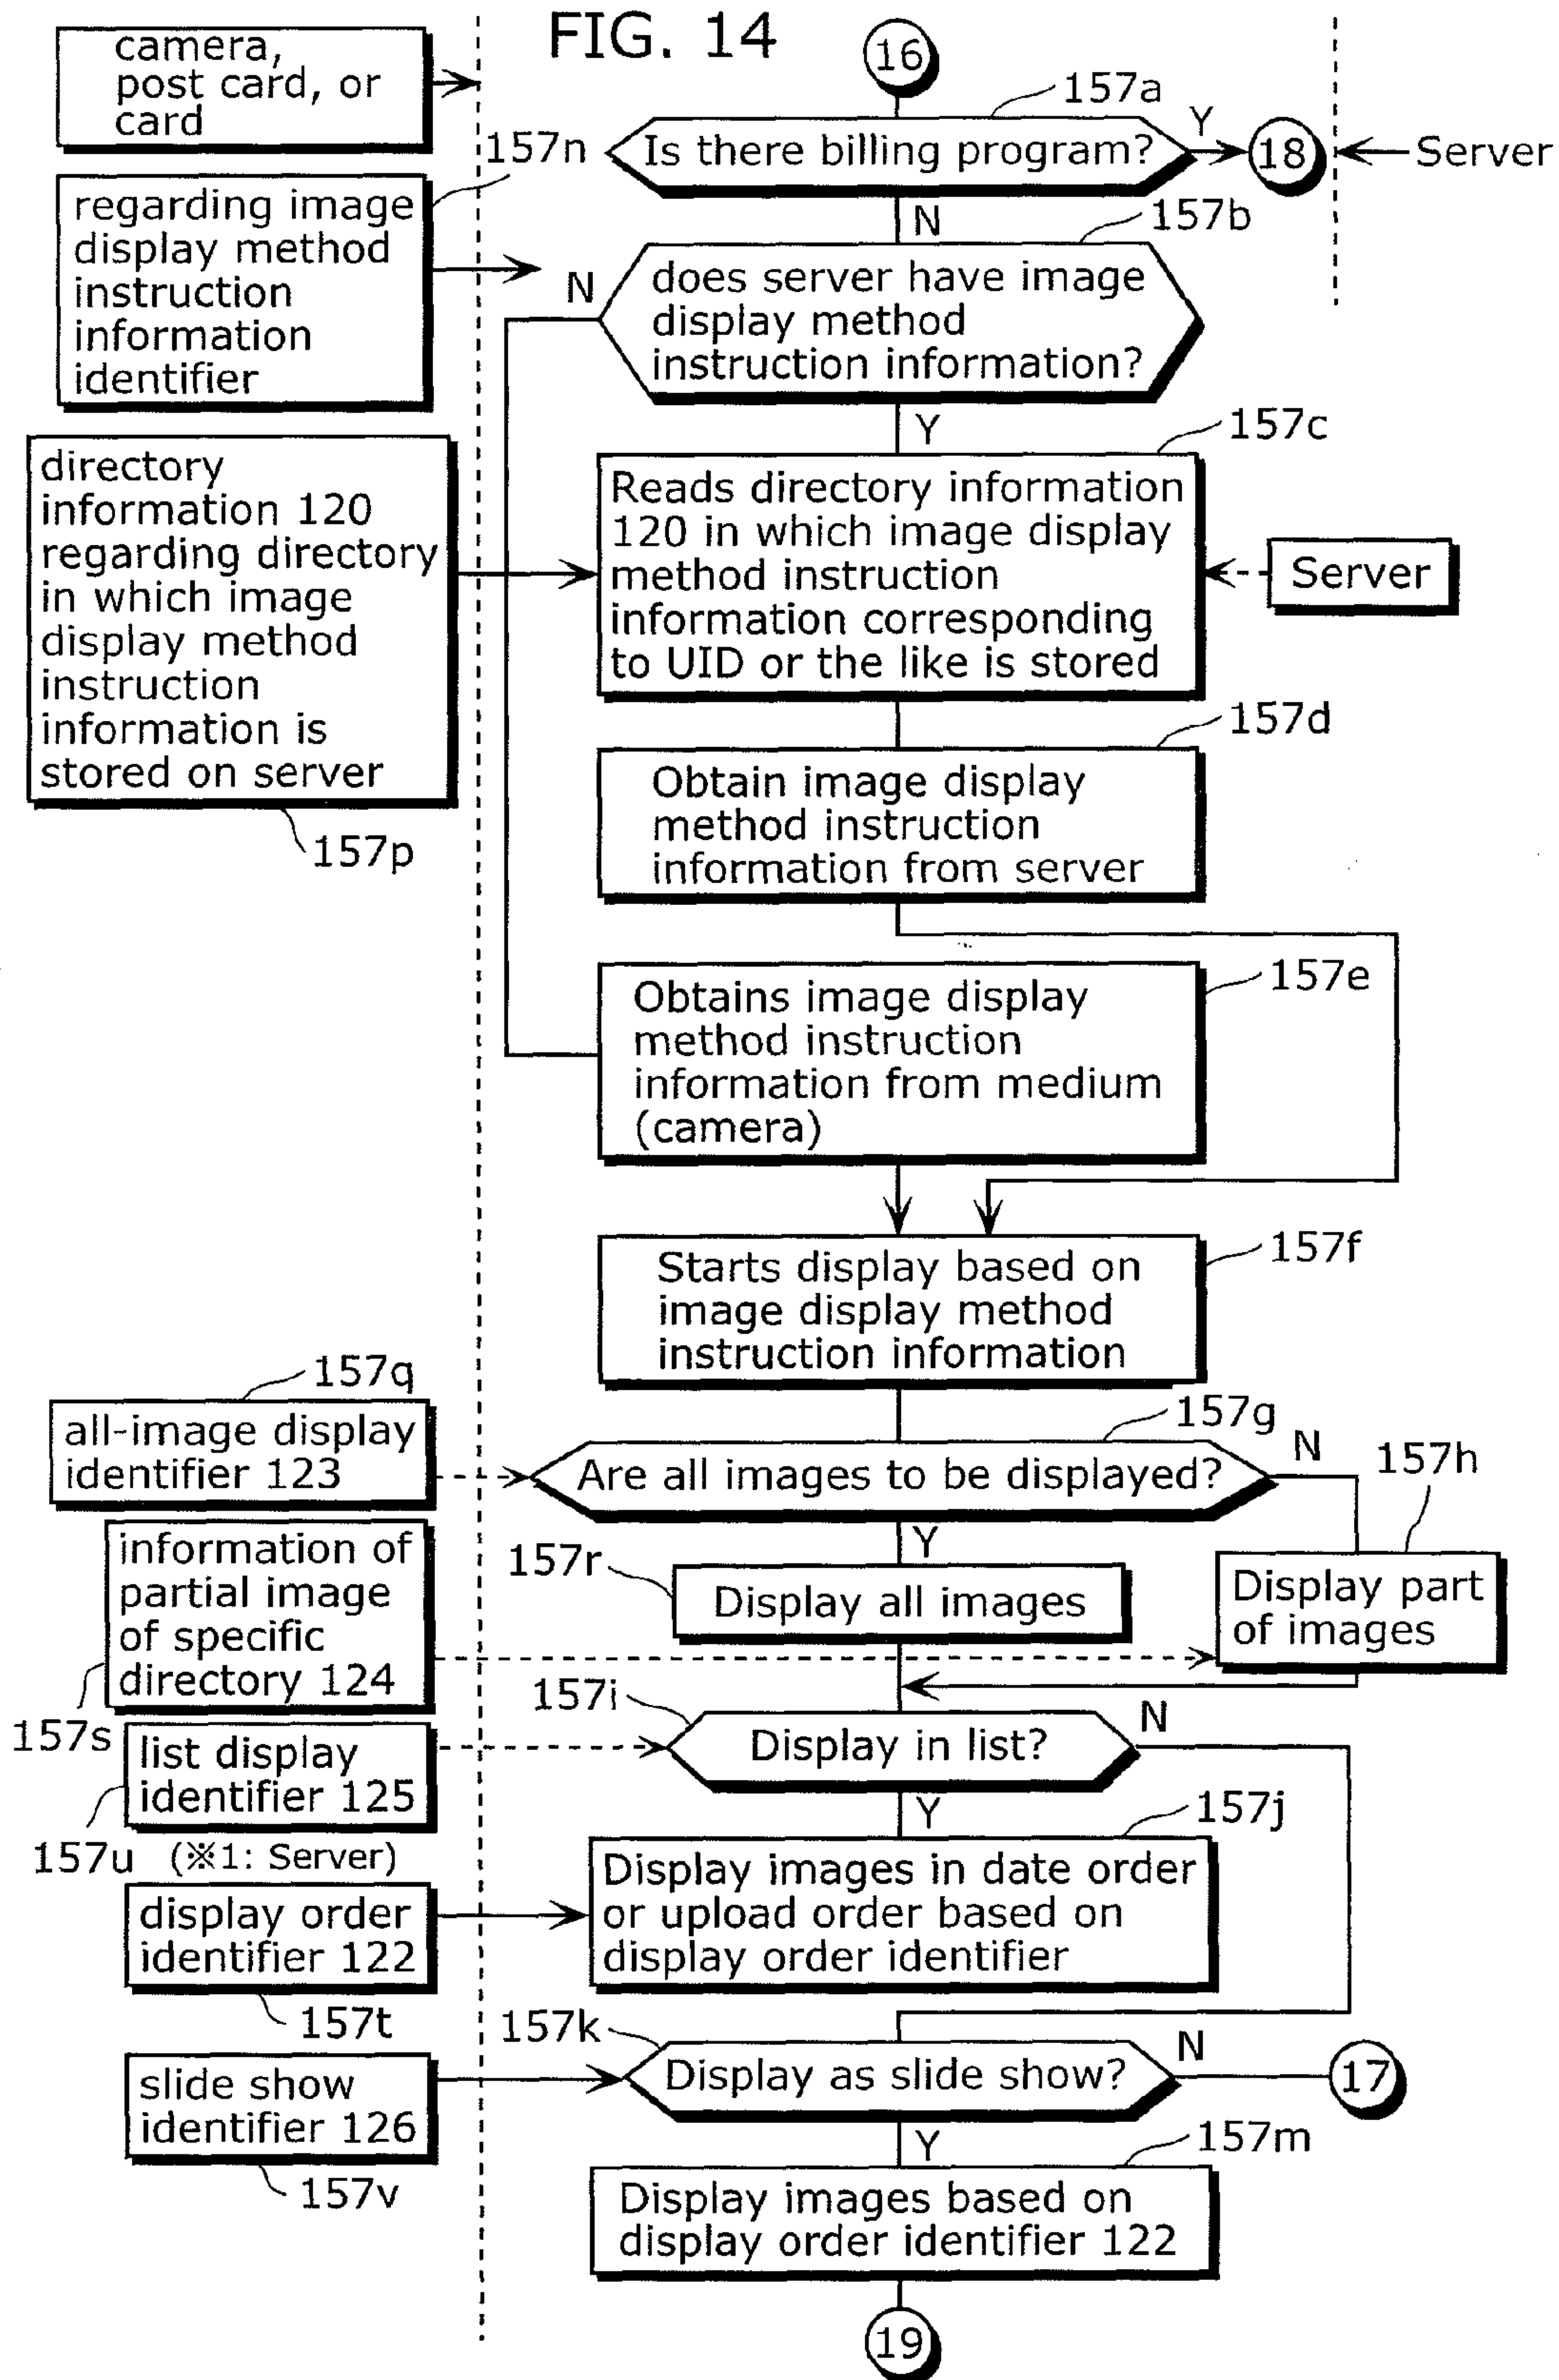 FIG. 14
camera,
post card, or
card
16
157a
Is there billing program?
Y
18
Server
157n
regarding image
display method
instruction
information
identifier
N
157b
does server have image
display method
instruction information?
N
Y
157c
directory
information 120
regarding directory
in which image
display method
instruction
information is
stored on server
157p
Reads directory information
120 in which image display
method instruction
information corresponding
to UID or the like is stored
Server
157d
Obtain image display
method instruction
information from server
157e
Obtains image display
method instruction
information from medium
(camera)
157f
Starts display based on
image display method
instruction information
157q
all-image display
identifier 123
157g
Are all images to be displayed?
N
157h
Y
157r
Display all images
Display part
of images
information of
partial image
of specific
directory 124
157s
157i
Display in list?
N
list display
identifier 125
157u
(※1: Server)
Y
157j
Display images in date order
or upload order based on
display order identifier
display order
identifier 122
157t
157k
Display as slide show?
N
17
slide show
identifier 126
157v
Y
157m
Display images based on
display order identifier 122
19